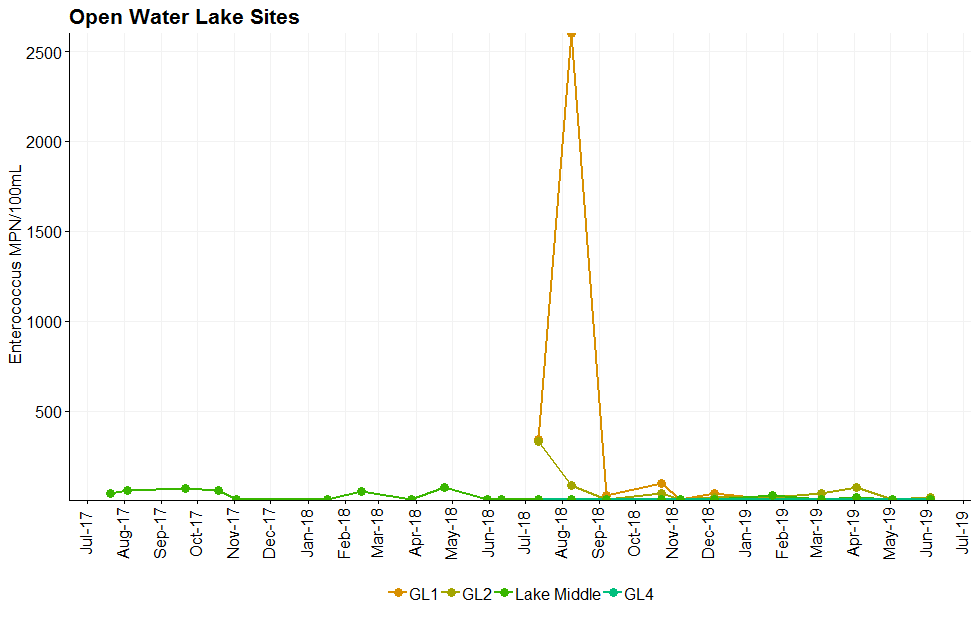 Open Water Lake Sites
Enterococcus MPN/100mL
2500
2000
1500
1000
500
Jul-17 Aug-17 Sep-17 Oct-17 Nov-17 Dec-17 Jan-18 Feb-18 Mar-18 Apr-18 May-18 Jun-18 Jul-18 Aug-18 Sep-18 Oct-18 Nov-18 Dec-18 Jan-19 Feb-19 Mar-19 Apr-19 May-19 Jun-19 Jul-19
GL1 GL2 Lake Middle GL4